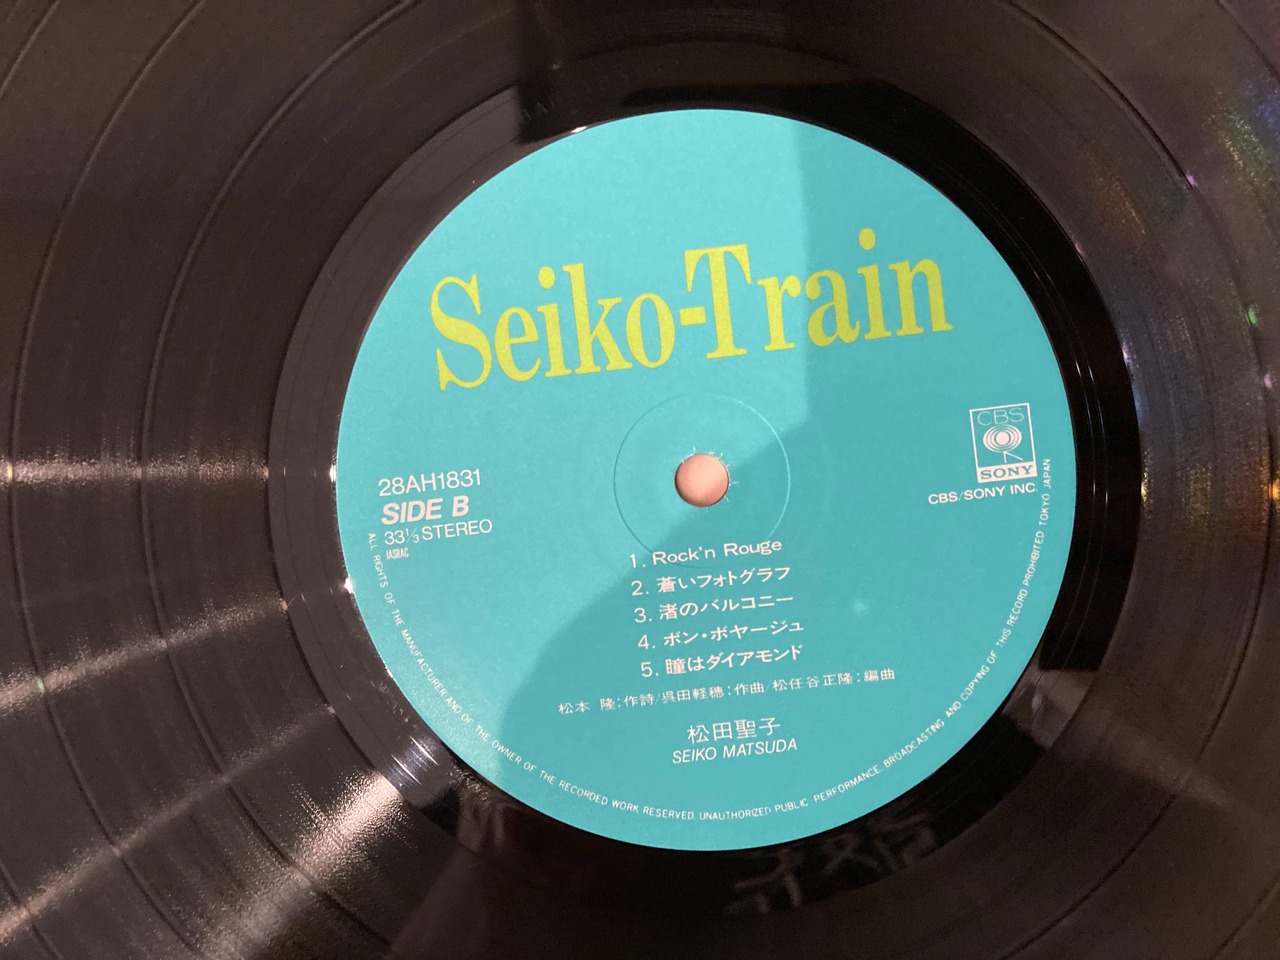 Seiko-Train
28AH1831
SIDE B
33⅓ STEREO
JASRAC
CBS
SONY
CBS/SONY INC.
1. Rock'n Rouge
2. 蒼いフォトグラフ
3. 渚のバルコニー
4. ボン・ボヤージュ
5. 瞳はダイアモンド
松本 隆:作詩/呉田軽穂:作曲/松任谷正隆:編曲
松田聖子
SEIKO MATSUDA
ALL RIGHTS OF THE MANUFACTURER AND OF THE OWNER OF THE RECORDED WORK RESERVED. UNAUTHORIZED PUBLIC PERFORMANCE. BROADCASTING AND COPYING OF THIS RECORD PROHIBITED TOKYO JAPAN